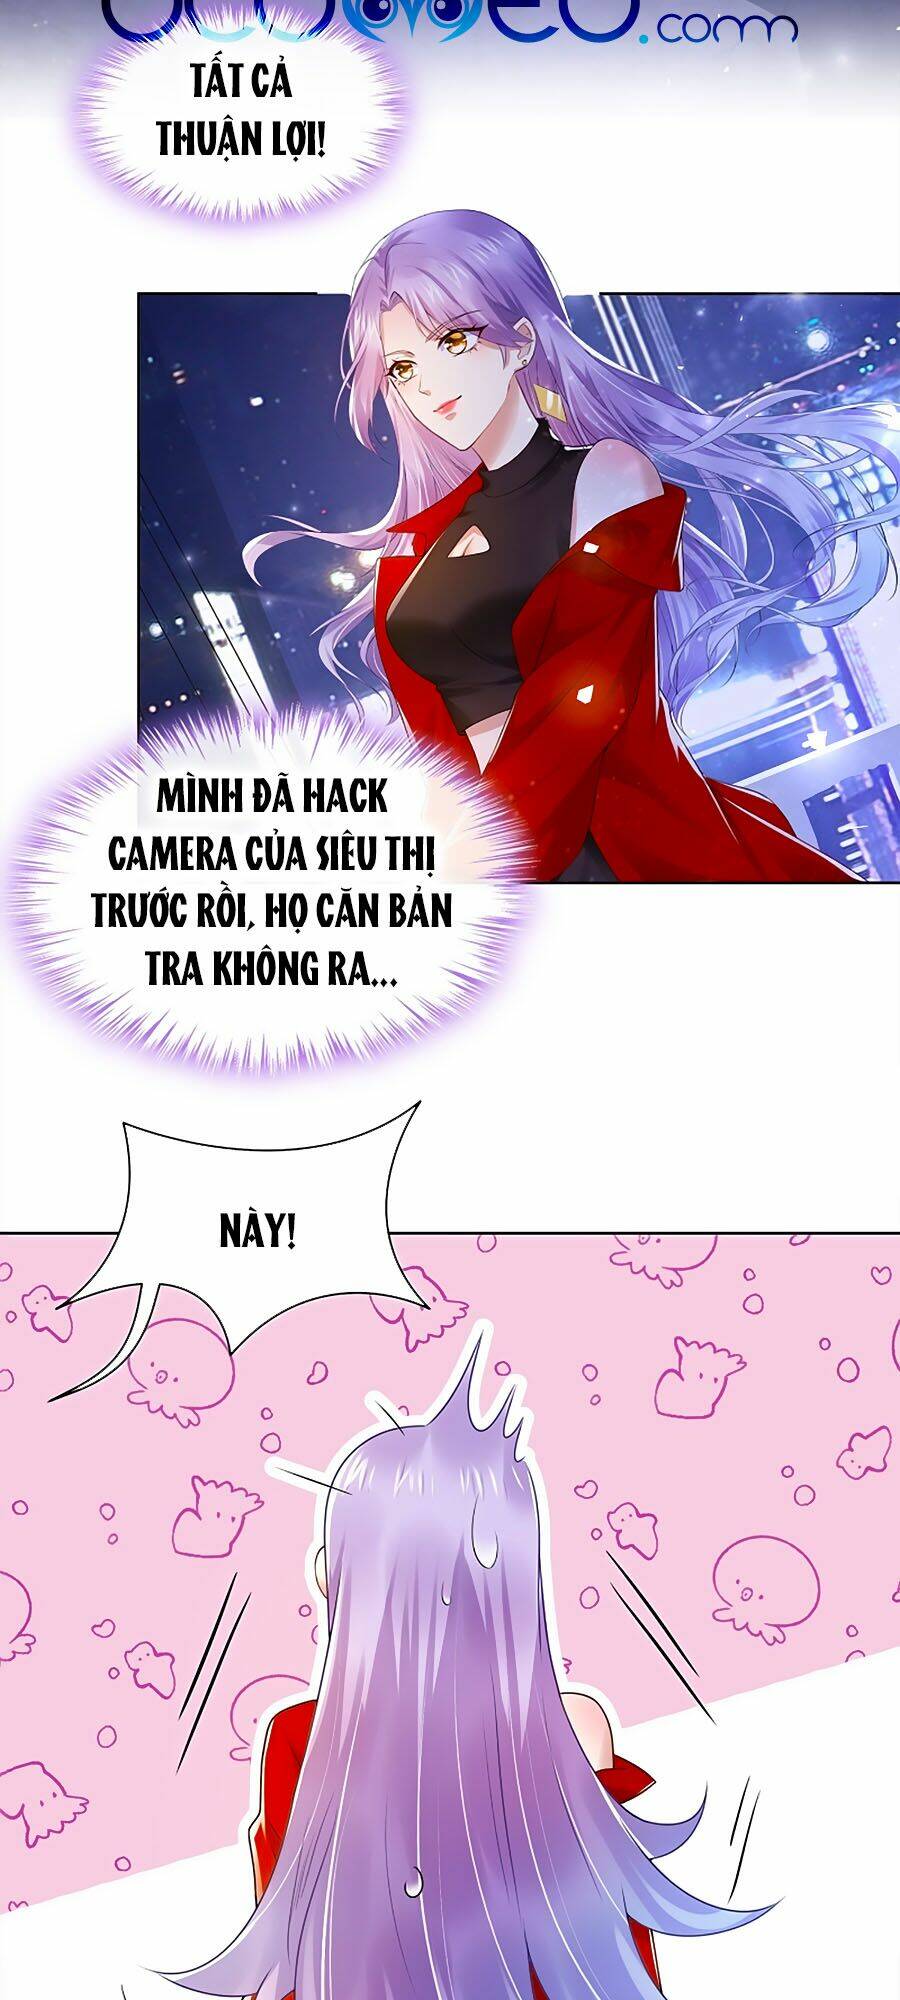 .comm
TẤT CẢ
THUẬN LỢI!
MÌNH ĐÃ HACK
CAMERA CỦA SIÊU THỊ
TRƯỚC RỒI, HỌ CĂN BẢN
TRA KHÔNG RA...
NÀY!